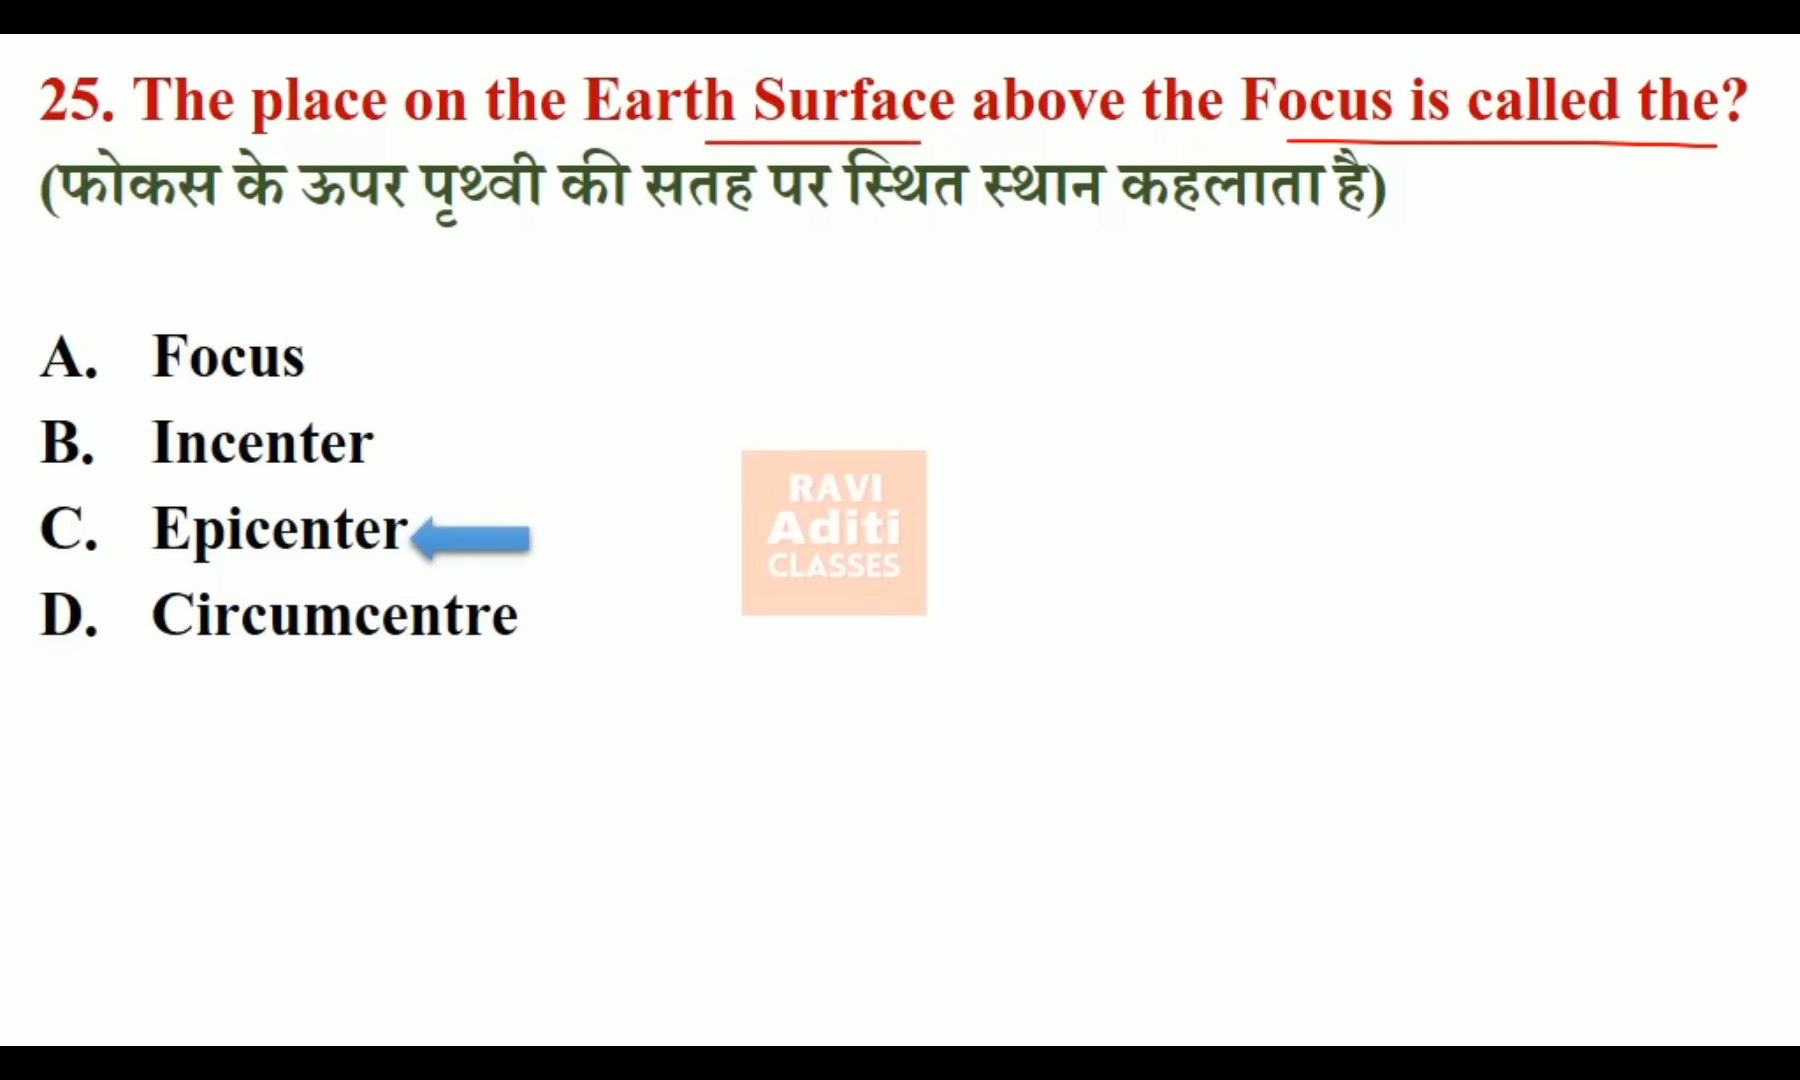 25. The place on the Earth Surface above the Focus is called the?
(फोकस के ऊपर पृथ्वी की सतह पर स्थित स्थान कहलाता है)
A. Focus
B. Incenter
C. Epicenter
D. Circumcentre
RAVI
Aditi
CLASSES